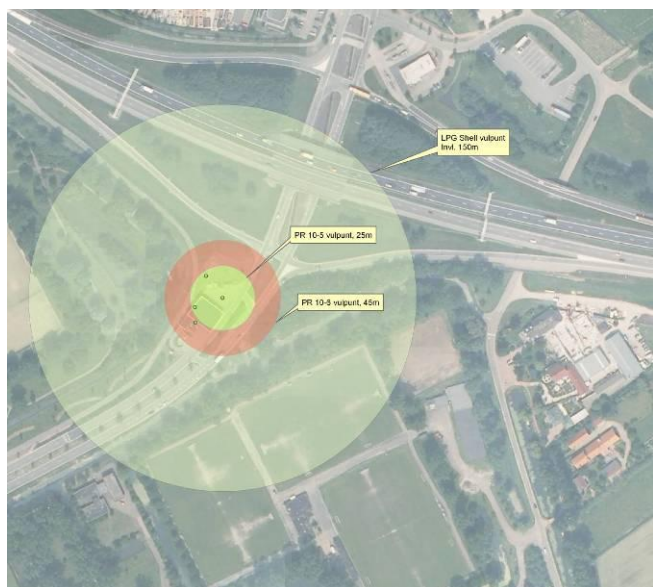 LPG Shell vulpunt
Invl. 150m
PR 10-5 vulpunt, 25m
PR 10-6 vulpunt, 45m